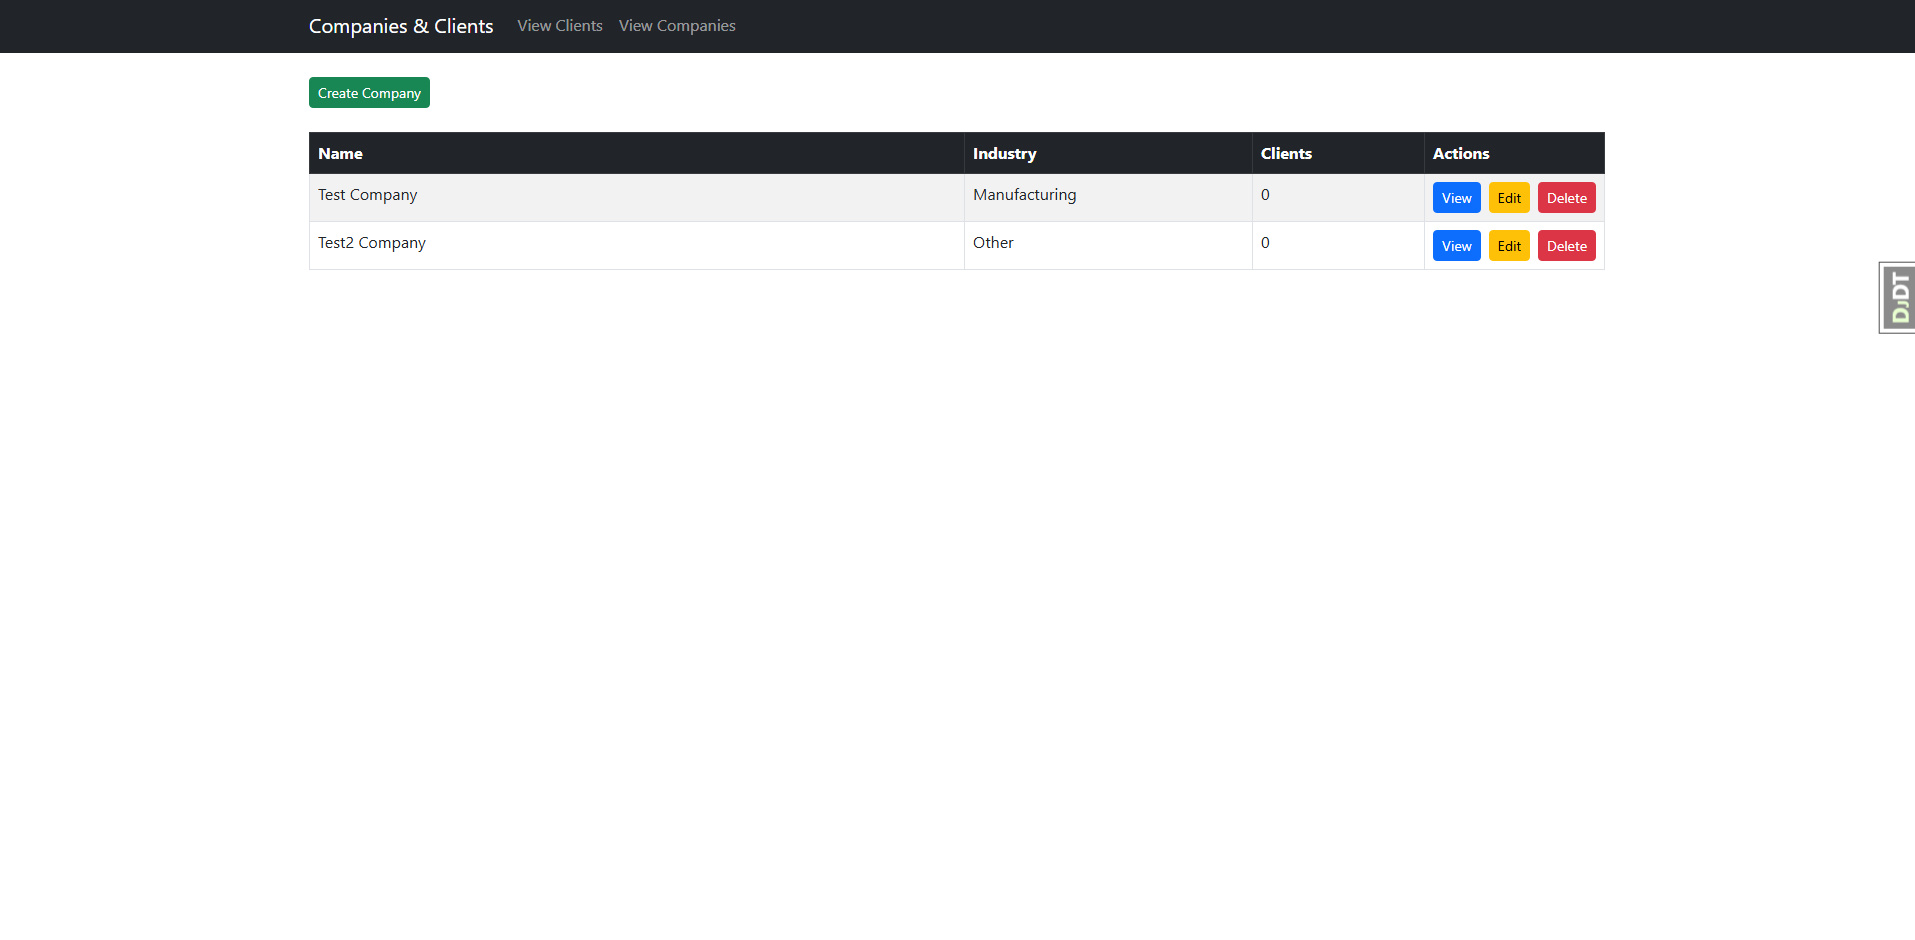 Companies & Clients View Clients View Companies
Create Company
Name Industry Clients Actions
Test Company Manufacturing 0 View Edit Delete
Test2 Company Other 0 View Edit Delete
DJDT